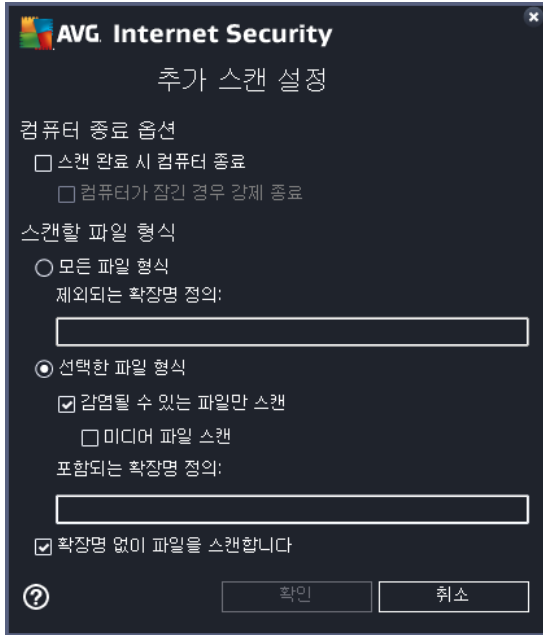 AVG. Internet Security
추가 스캔 설정
컴퓨터 종료 옵션
스캔 완료 시 컴퓨터 종료
컴퓨터가 잠긴 경우 강제 종료
스캔할 파일 형식
모든 파일 형식
제외되는 확장명 정의:
선택한 파일 형식
감염될 수 있는 파일만 스캔
미디어 파일 스캔
포함되는 확장명 정의:
확장명 없이 파일을 스캔합니다
확인 취소